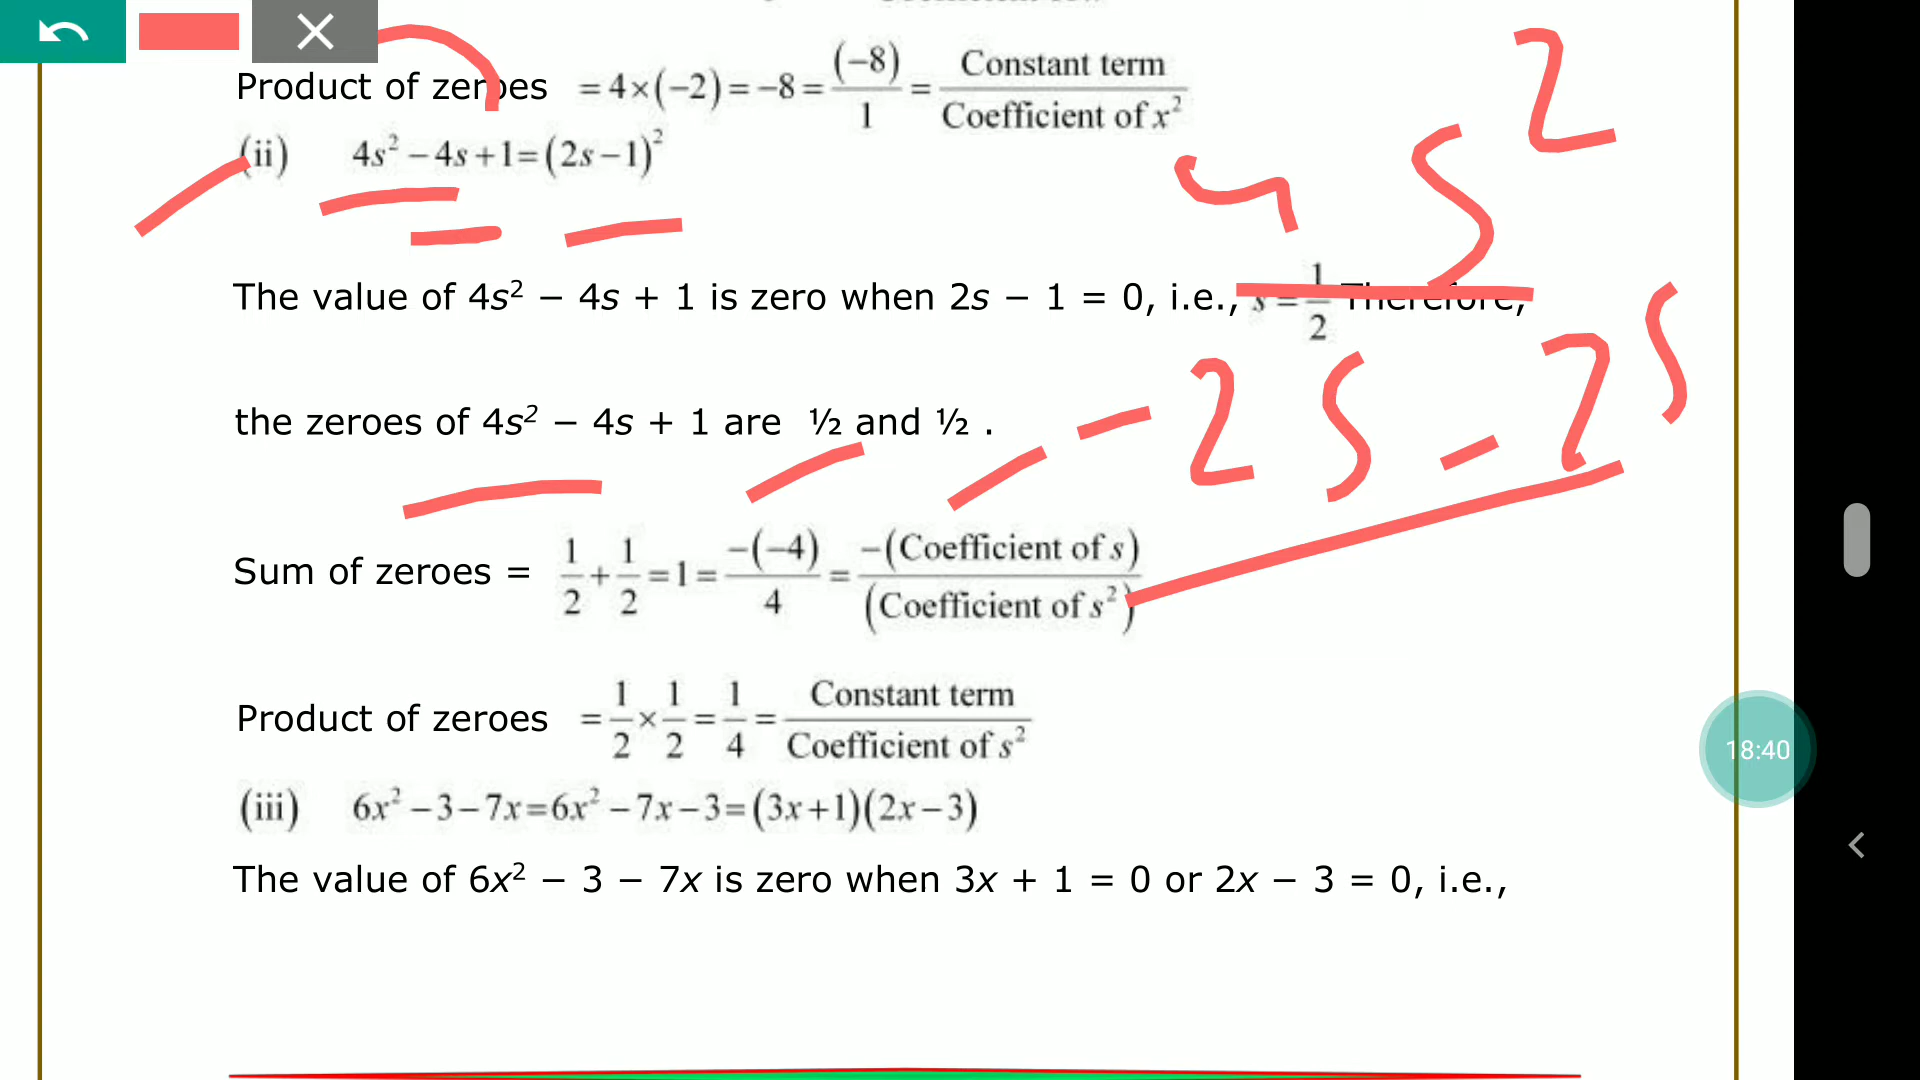 Product of zeroes = 4×(−2) = −8 = (−8)/1 = Constant term/Coefficient of x²
(ii) 4s² − 4s + 1 = (2s − 1)²
4s²
The value of 4s² − 4s + 1 is zero when 2s − 1 = 0, i.e., s = 1/2 Therefore,
− 2s − 2s
the zeroes of 4s² − 4s + 1 are ½ and ½ .
Sum of zeroes = 1/2 + 1/2 = 1 = −(−4)/4 = −(Coefficient of s)/(Coefficient of s²)
Product of zeroes = 1/2 × 1/2 = 1/4 = Constant term/Coefficient of s²
18:40
(iii) 6x² − 3 − 7x = 6x² − 7x − 3 = (3x + 1)(2x − 3)
The value of 6x² − 3 − 7x is zero when 3x + 1 = 0 or 2x − 3 = 0, i.e.,